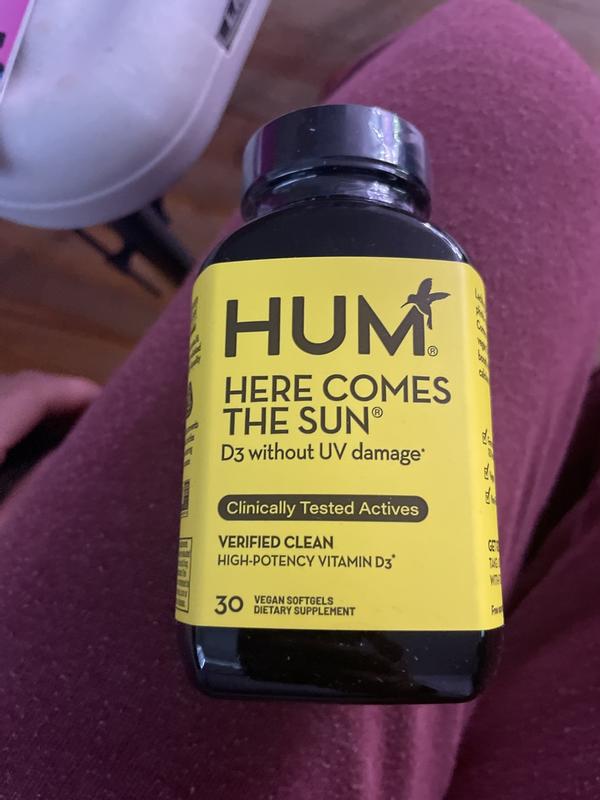 HUM®
HERE COMES
THE SUN®
D3 without UV damage*
Clinically Tested Actives
VERIFIED CLEAN
HIGH-POTENCY VITAMIN D3*
30 VEGAN SOFTGELS
DIETARY SUPPLEMENT